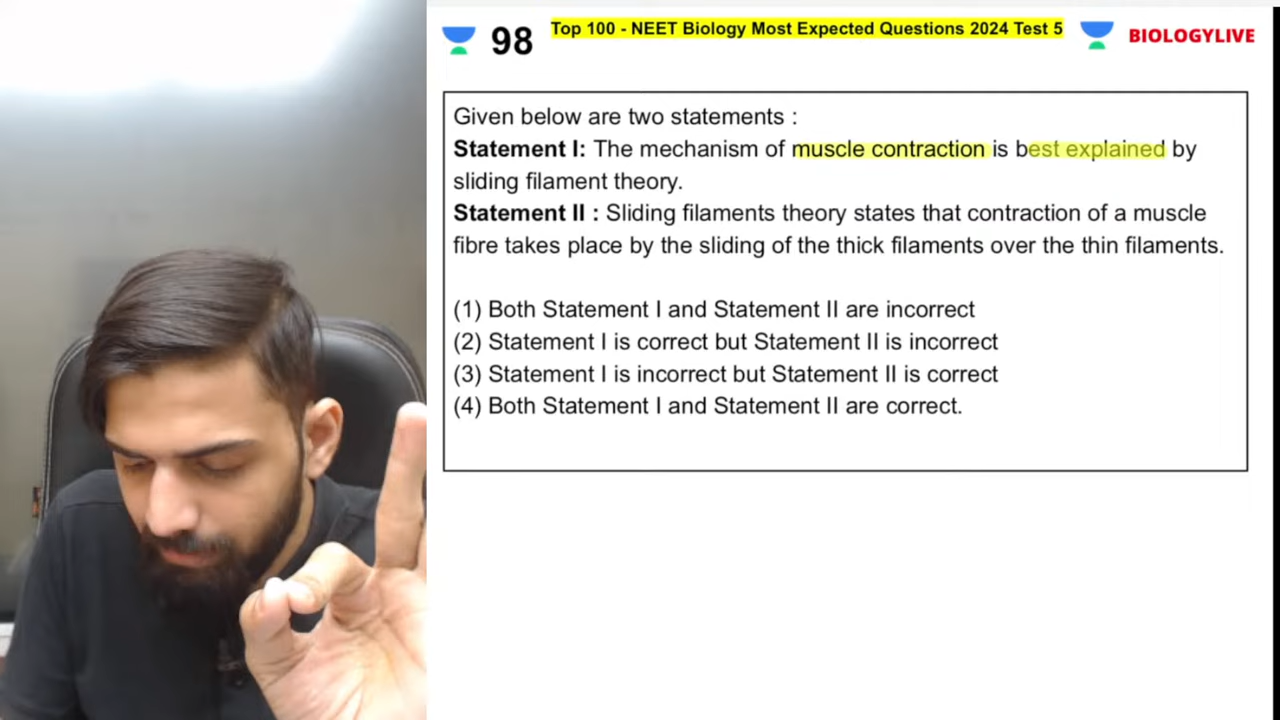 98
Top 100 - NEET Biology Most Expected Questions 2024 Test 5
BIOLOGYLIVE
Given below are two statements :
Statement I: The mechanism of muscle contraction is best explained by
sliding filament theory.
Statement II : Sliding filaments theory states that contraction of a muscle
fibre takes place by the sliding of the thick filaments over the thin filaments.
(1) Both Statement I and Statement II are incorrect
(2) Statement I is correct but Statement II is incorrect
(3) Statement I is incorrect but Statement II is correct
(4) Both Statement I and Statement II are correct.